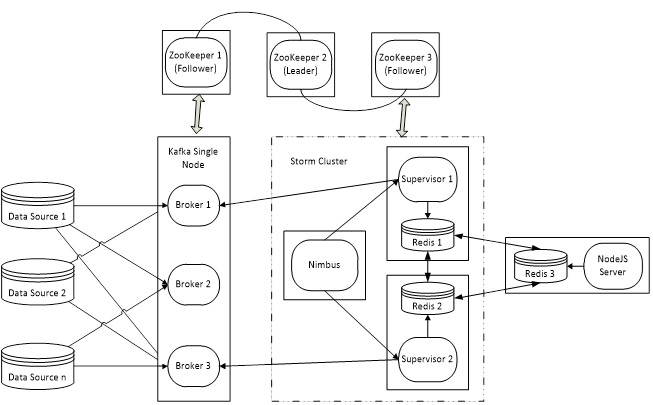 ZooKeeper 1
(Follower)
ZooKeeper 2
(Leader)
ZooKeeper 3
(Follower)
Kafka Single
Node
Storm Cluster
Data Source 1
Broker 1
Supervisor 1
Redis 1
Data Source 2
Broker 2
Nimbus
Redis 2
Redis 3
NodeJS
Server
Data Source n
Broker 3
Supervisor 2